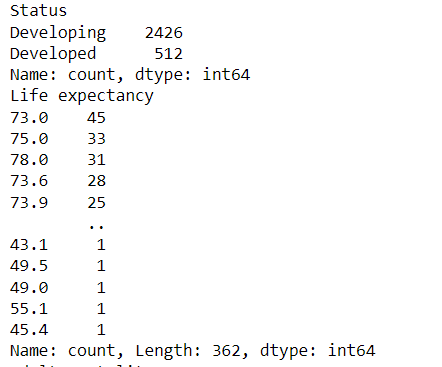 Status
Developing    2426
Developed      512
Name: count, dtype: int64
Life expectancy
73.0    45
75.0    33
78.0    31
73.6    28
73.9    25
        ..
43.1     1
49.5     1
49.0     1
55.1     1
45.4     1
Name: count, Length: 362, dtype: int64